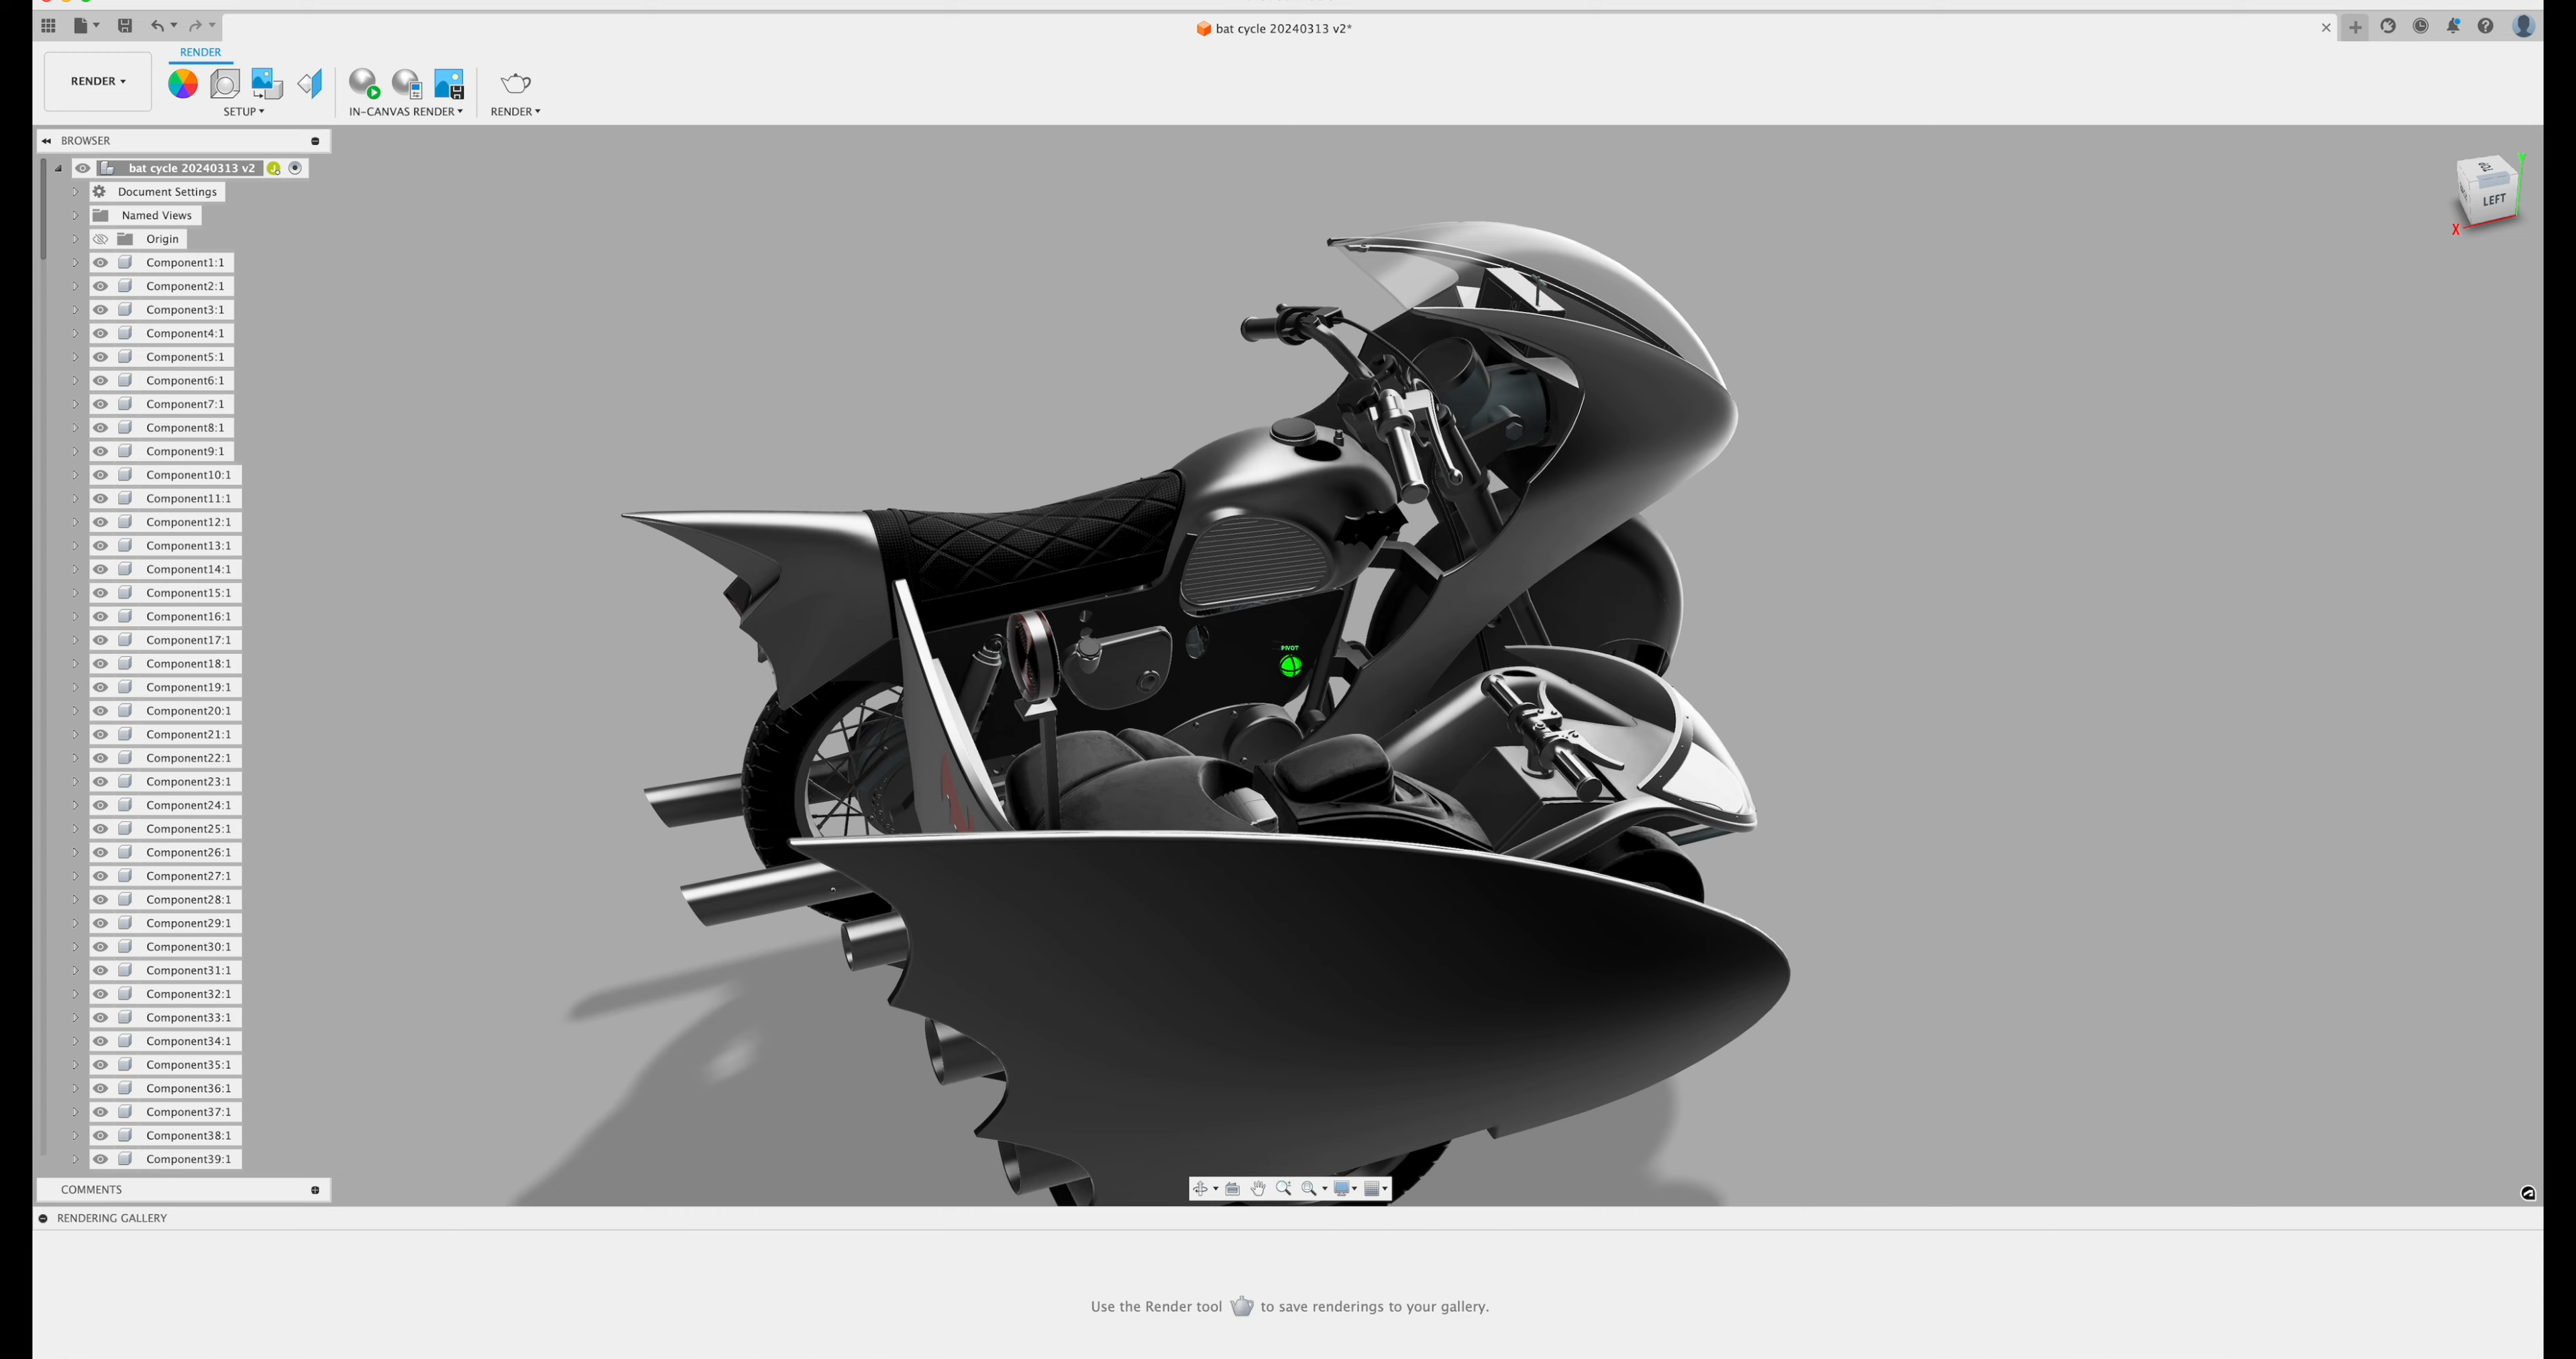 bat cycle 20240313 v2*
RENDER
RENDER
SETUP
IN-CANVAS RENDER
RENDER
BROWSER
bat cycle 20240313 v2
Document Settings
Named Views
Origin
Component1:1
Component2:1
Component3:1
Component4:1
Component5:1
Component6:1
Component7:1
Component8:1
Component9:1
Component10:1
Component11:1
Component12:1
Component13:1
Component14:1
Component15:1
Component16:1
Component17:1
Component18:1
Component19:1
Component20:1
Component21:1
Component22:1
Component23:1
Component24:1
Component25:1
Component26:1
Component27:1
Component28:1
Component29:1
Component30:1
Component31:1
Component32:1
Component33:1
Component34:1
Component35:1
Component36:1
Component37:1
Component38:1
Component39:1
TOP
LEFT
Y
X
PIVOT
COMMENTS
RENDERING GALLERY
Use the Render tool to save renderings to your gallery.